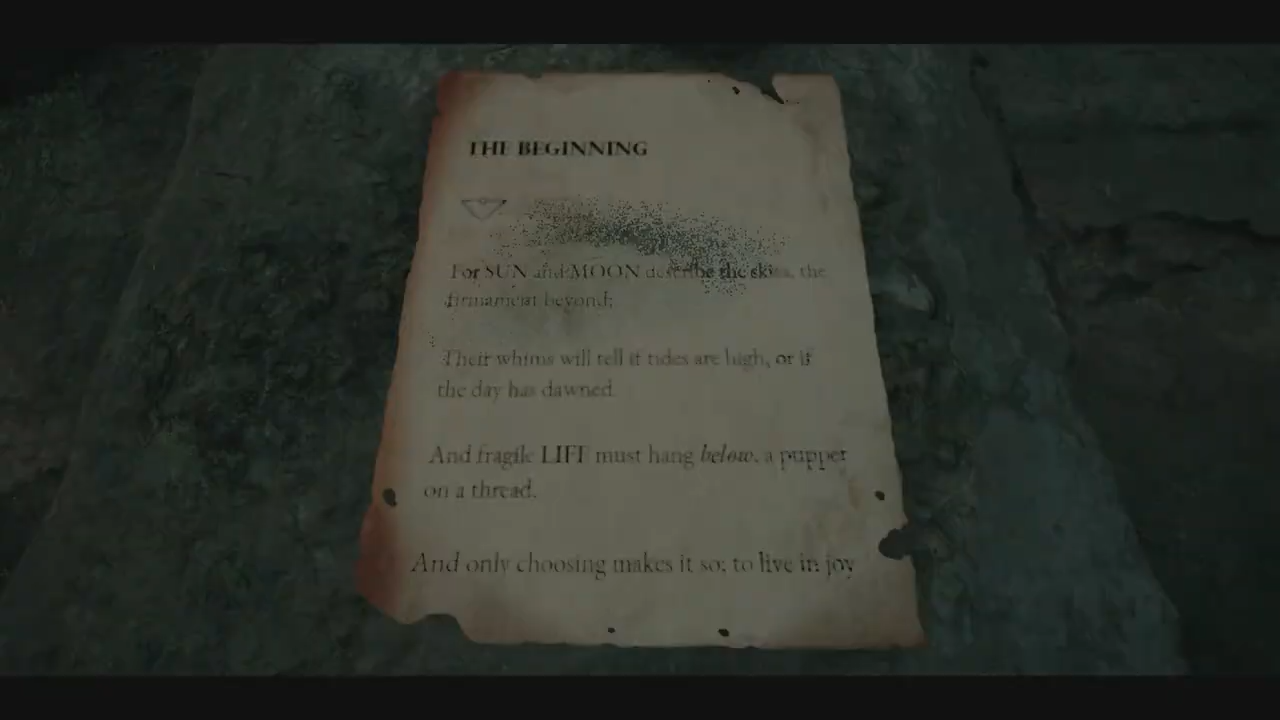 THE BEGINNING
For SUN and MOON describe the skies, the
firmament beyond;
Their whims will tell if tides are high, or if
the day has dawned.
And fragile LIFE must hang below, a puppet
on a thread.
And only choosing makes it so; to live in joy